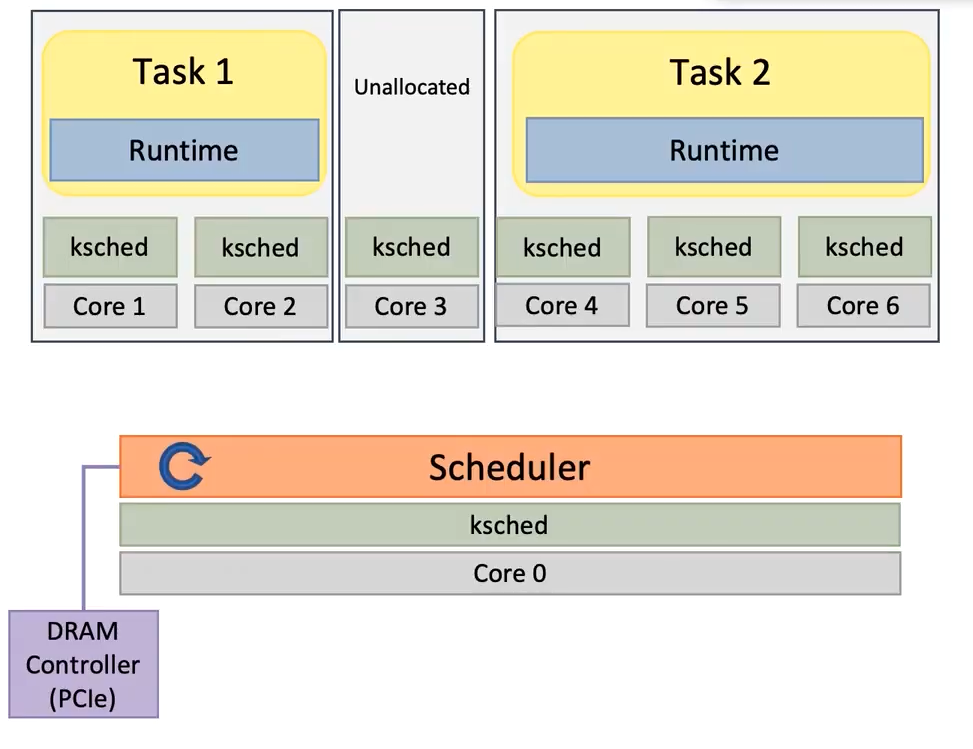 Task 1
Unallocated
Task 2
Runtime
Runtime
ksched
ksched
ksched
ksched
ksched
ksched
Core 1
Core 2
Core 3
Core 4
Core 5
Core 6
Scheduler
ksched
Core 0
DRAM
Controller
(PCIe)